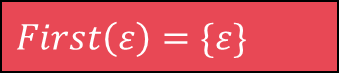 First(ε) = {ε}